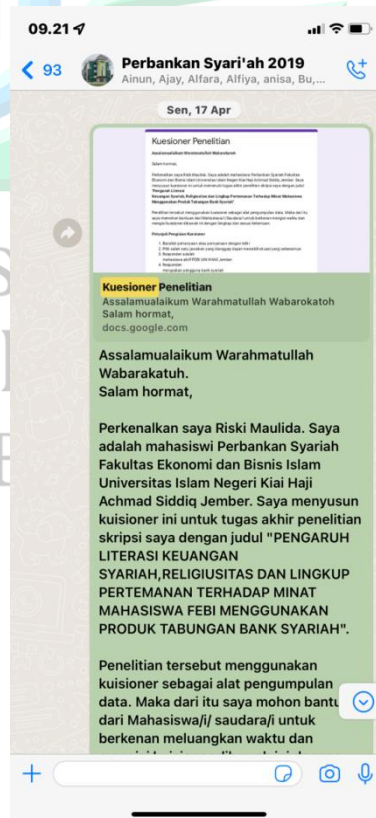 09.21
93
Perbankan Syari'ah 2019
Ainun, Ajay, Alfara, Alfiya, anisa, Bu,...
Sen, 17 Apr
Kuesioner Penelitian
Assalamualaikum Warahmatullah Wabarokatoh
Salam hormat,
Kuesioner Penelitian
Assalamualaikum Warahmatullah Wabarokatoh
Salam hormat,
docs.google.com
Assalamualaikum Warahmatullah
Wabarakatuh.
Salam hormat,
Perkenalkan saya Riski Maulida. Saya
adalah mahasiswi Perbankan Syariah
Fakultas Ekonomi dan Bisnis Islam
Universitas Islam Negeri Kiai Haji
Achmad Siddiq Jember. Saya menyusun
kuisioner ini untuk tugas akhir penelitian
skripsi saya dengan judul "PENGARUH
LITERASI KEUANGAN
SYARIAH,RELIGIUSITAS DAN LINGKUP
PERTEMANAN TERHADAP MINAT
MAHASISWA FEBI MENGGUNAKAN
PRODUK TABUNGAN BANK SYARIAH".
Penelitian tersebut menggunakan
kuisioner sebagai alat pengumpulan
data. Maka dari itu saya mohon bantu
dari Mahasiswa/i/ saudara/i untuk
berkenan meluangkan waktu dan